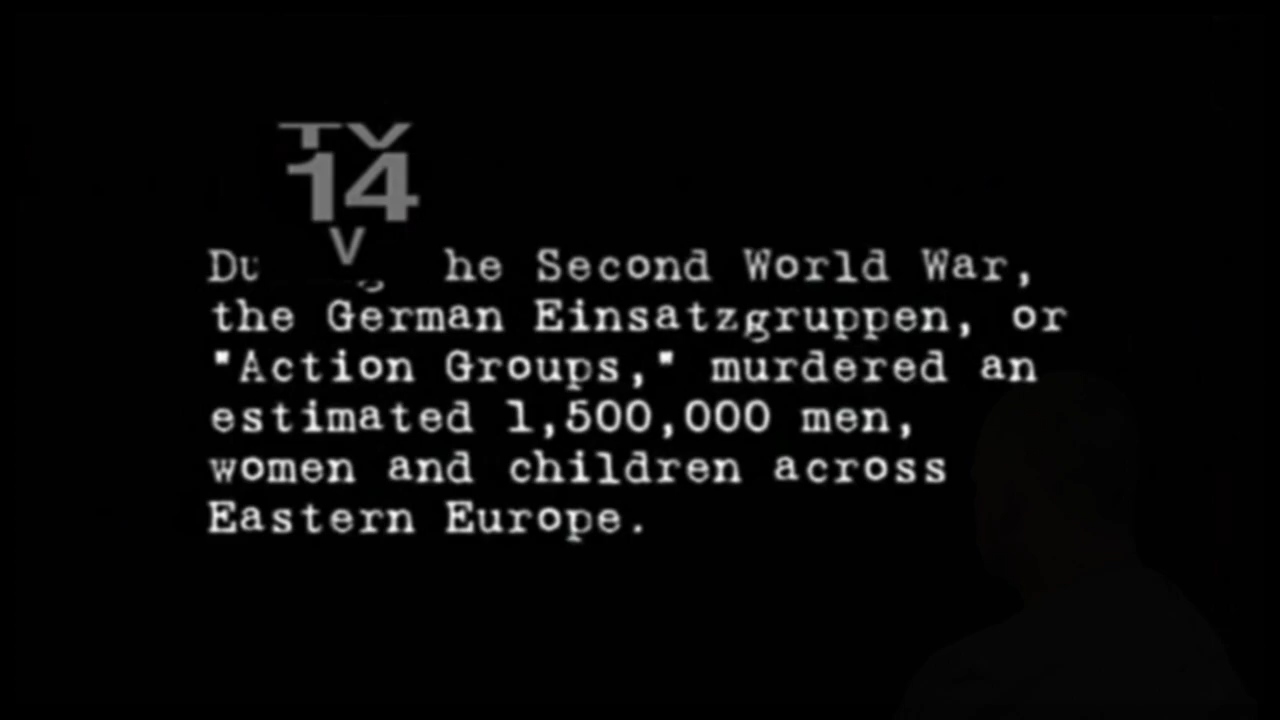 TV
14
V
Second World War,
the German Einsatzgruppen, or
"Action Groups," murdered an
estimated 1,500,000 men,
women and children across
Eastern Europe.